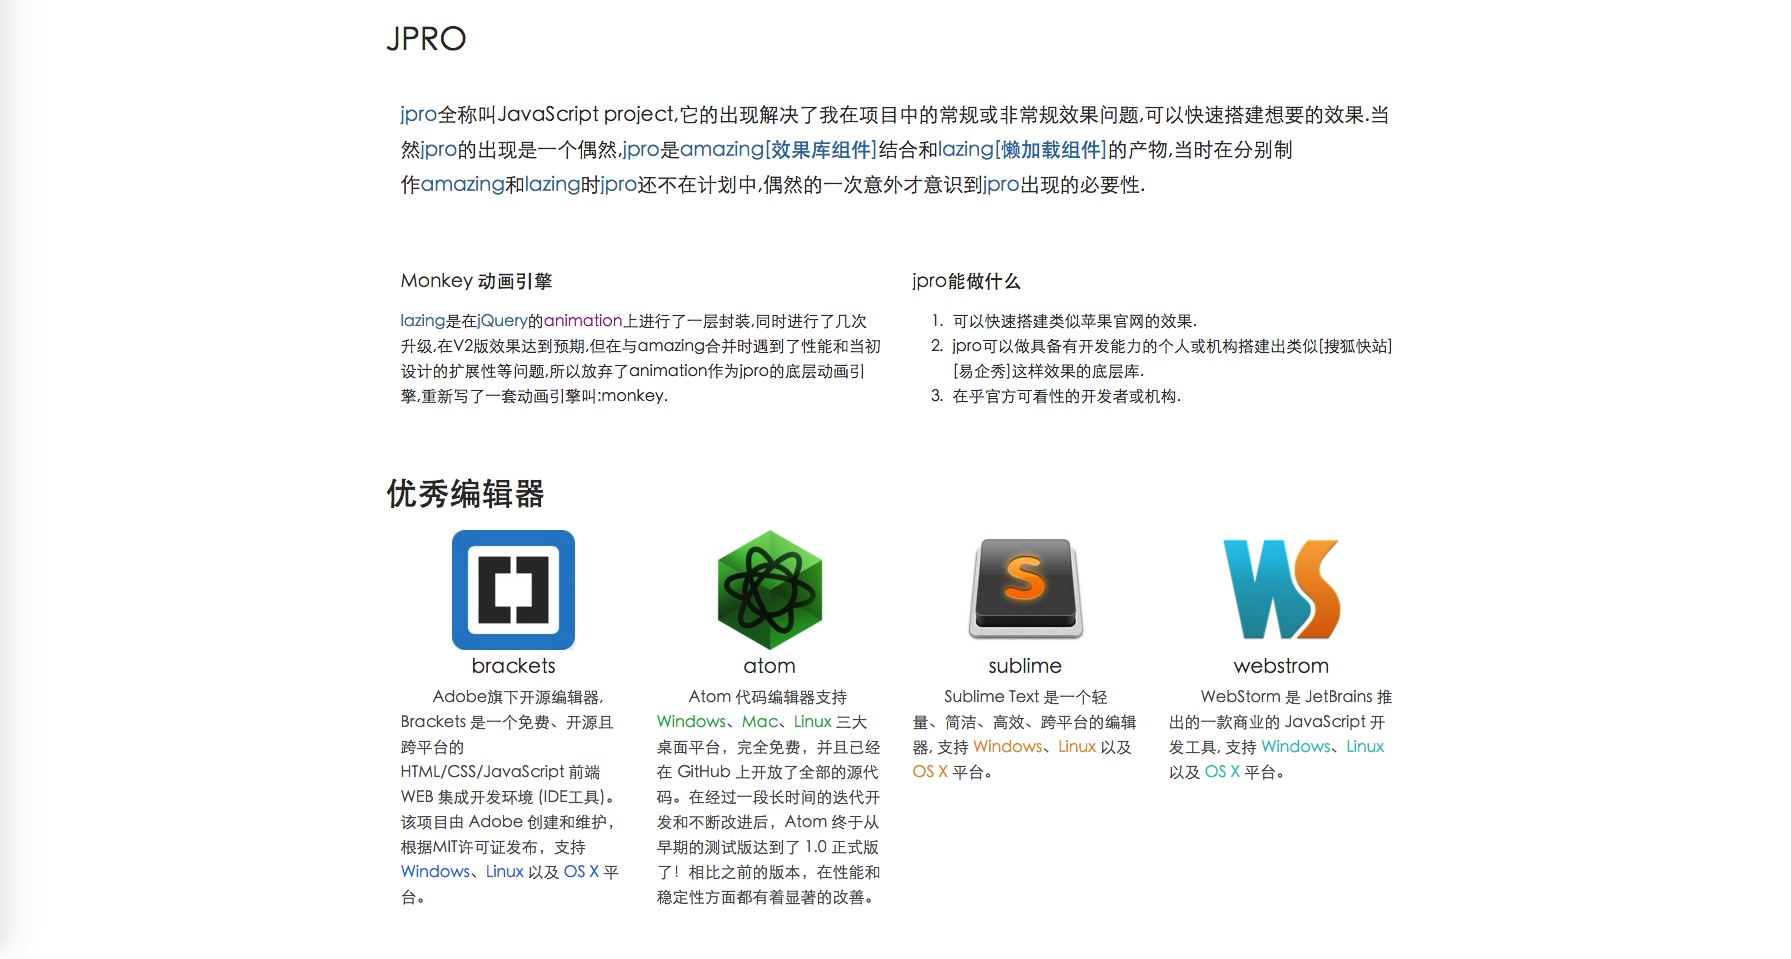 JPRO
jpro全称叫JavaScript project,它的出现解决了我在项目中的常规或非常规效果问题,可以快速搭建想要的效果.当
然jpro的出现是一个偶然,jpro是amazing[效果库组件]结合和lazing[懒加载组件]的产物,当时在分别制
作amazing和lazing时jpro还不在计划中,偶然的一次意外才意识到jpro出现的必要性.
Monkey 动画引擎
lazing是在jQuery的animation上进行了一层封装,同时进行了几次
升级,在V2版效果达到预期,但在与amazing合并时遇到了性能和当初
设计的扩展性等问题,所以放弃了animation作为jpro的底层动画引
擎,重新写了一套动画引擎叫:monkey.
jpro能做什么
1. 可以快速搭建类似苹果官网的效果.
2. jpro可以做具备有开发能力的个人或机构搭建出类似[搜狐快站]
[易企秀]这样效果的底层库.
3. 在乎官方可看性的开发者或机构.
优秀编辑器
S
WS
brackets
Adobe旗下开源编辑器,
Brackets 是一个免费、开源且
跨平台的
HTML/CSS/JavaScript 前端
WEB 集成开发环境 (IDE工具)。
该项目由 Adobe 创建和维护，
根据MIT许可证发布，支持
Windows、Linux 以及 OS X 平
台。
atom
Atom 代码编辑器支持
Windows、Mac、Linux 三大
桌面平台，完全免费，并且已经
在 GitHub 上开放了全部的源代
码。在经过一段长时间的迭代开
发和不断改进后，Atom 终于从
早期的测试版达到了 1.0 正式版
了！相比之前的版本，在性能和
稳定性方面都有着显著的改善。
sublime
Sublime Text 是一个轻
量、简洁、高效、跨平台的编辑
器, 支持 Windows、Linux 以及
OS X 平台。
webstrom
WebStorm 是 JetBrains 推
出的一款商业的 JavaScript 开
发工具, 支持 Windows、Linux
以及 OS X 平台。